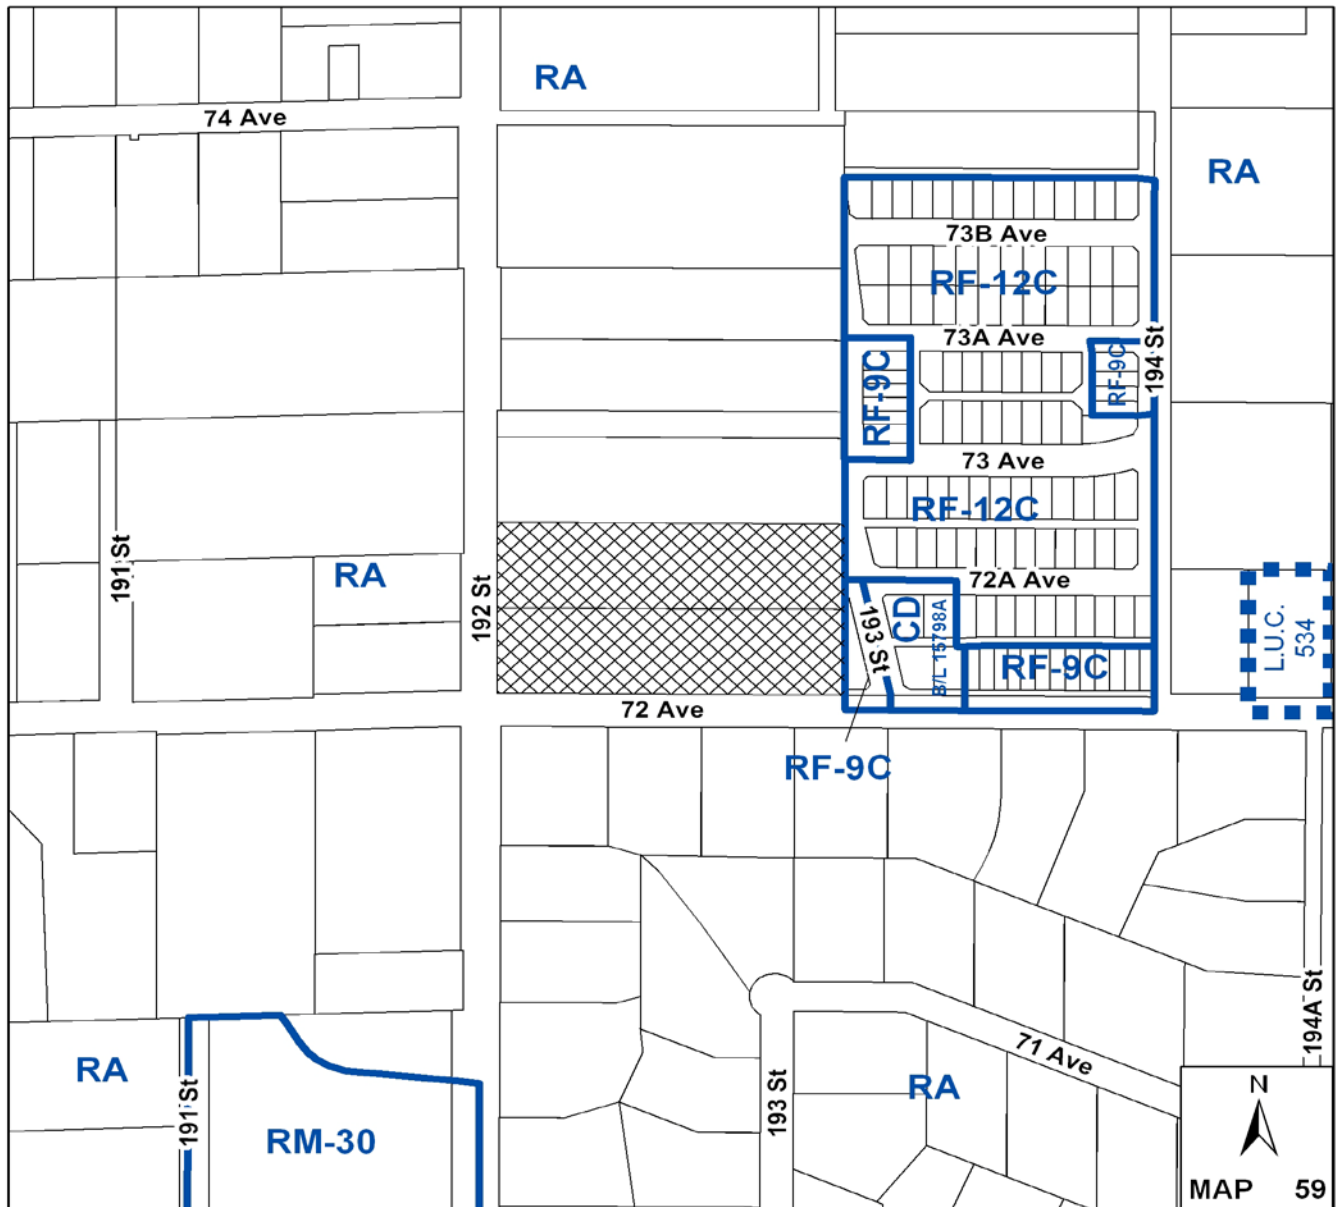 RA
74 Ave
RA
73B Ave
RF-12C
73A Ave
194 St
RF-9C
RF-9C
73 Ave
RF-12C
191 St
RA
192 St
72A Ave
193 St
CD
B/L 15798A
RF-9C
L.U.C.
534
72 Ave
RF-9C
194A St
71 Ave
RA
191 St
193 St
RA
RM-30
N
MAP 59